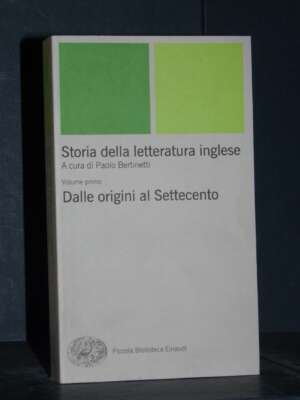 Storia della letteratura inglese
A cura di Paolo Bertinetti
Volume primo
Dalle origini al Settecento
Piccola Biblioteca Einaudi